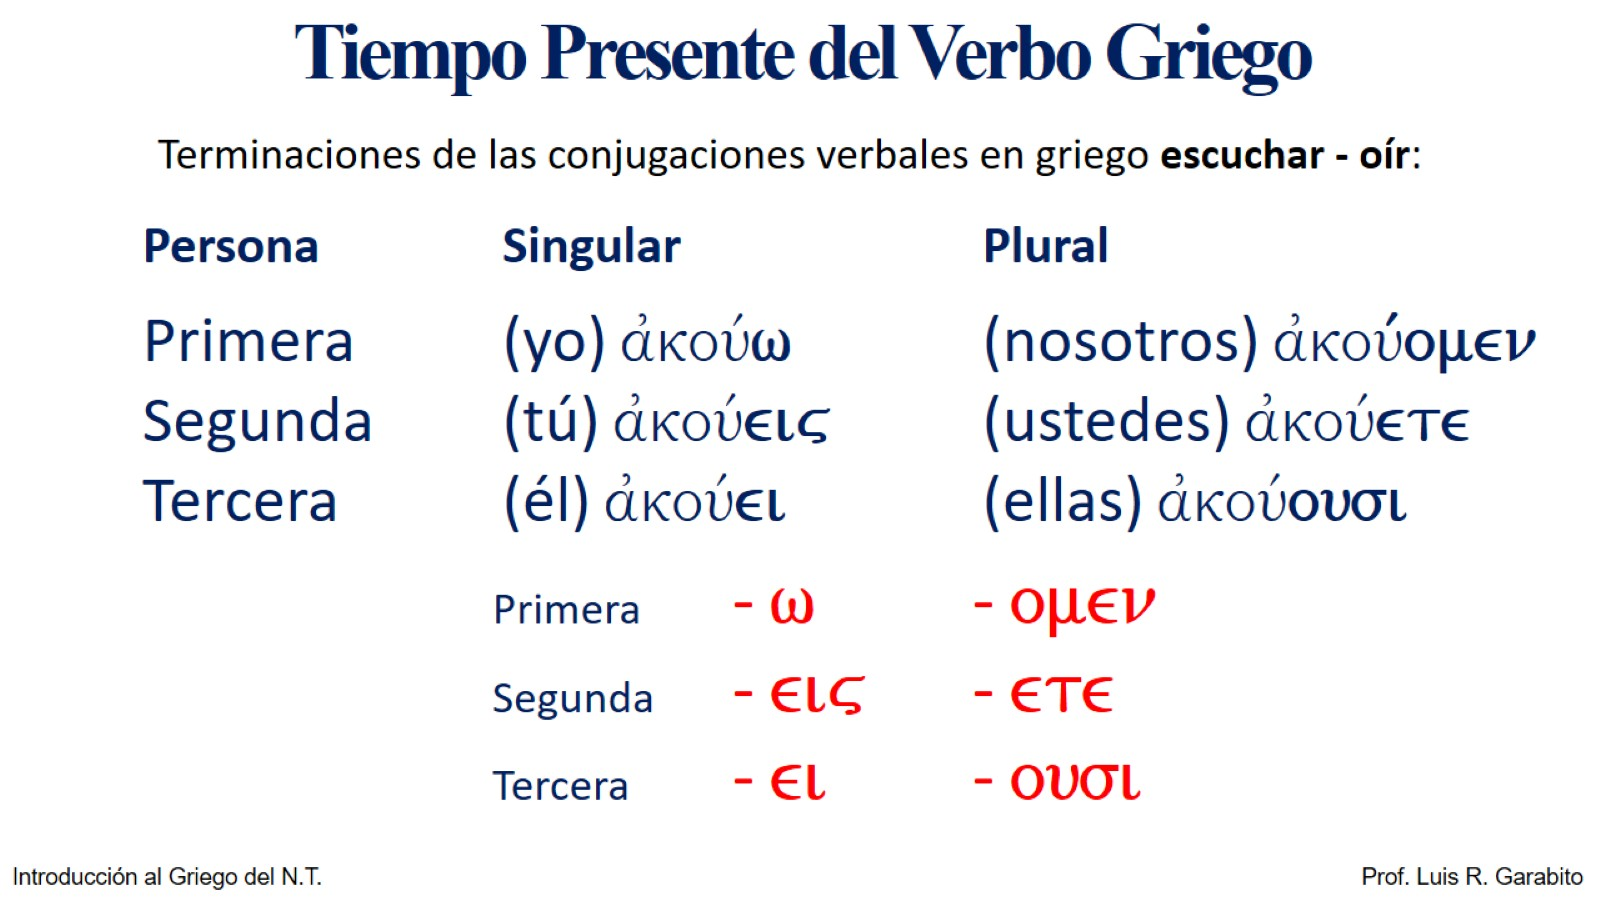 Tiempo Presente del Verbo Griego
Terminaciones de las conjugaciones verbales en griego escuchar - oír:
Persona Singular Plural
Primera (yo) ἀκούω (nosotros) ἀκούομεν
Segunda (tú) ἀκούεις (ustedes) ἀκούετε
Tercera (él) ἀκούει (ellas) ἀκούουσι
Primera - ω - ομεν
Segunda - εις - ετε
Tercera - ει - ουσι
Introducción al Griego del N.T. Prof. Luis R. Garabito